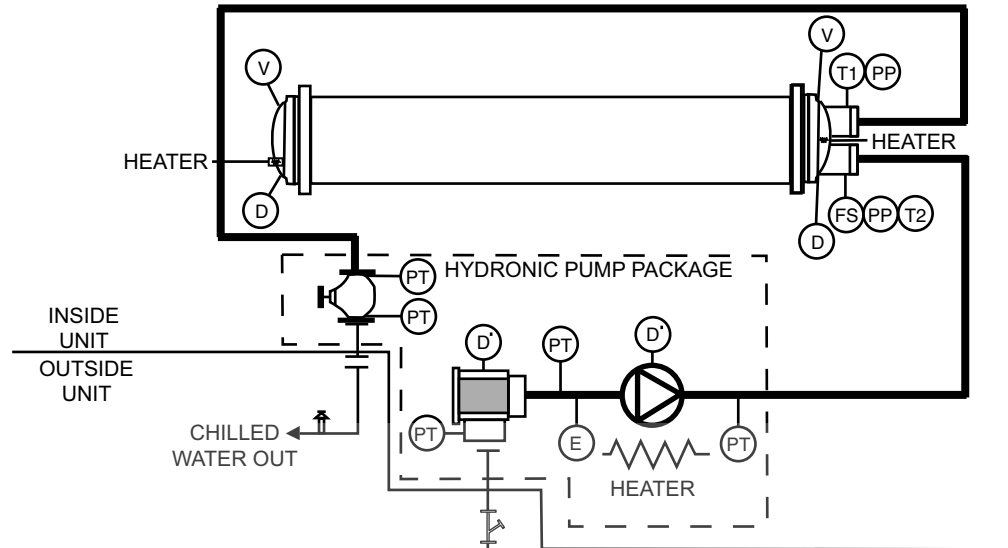 V
V
T1 PP
HEATER
HEATER
D
FS PP T2
D
HYDRONIC PUMP PACKAGE
PT
PT
INSIDE
UNIT
OUTSIDE
UNIT
D'
PT
D'
CHILLED
WATER OUT
PT
E
PT
HEATER